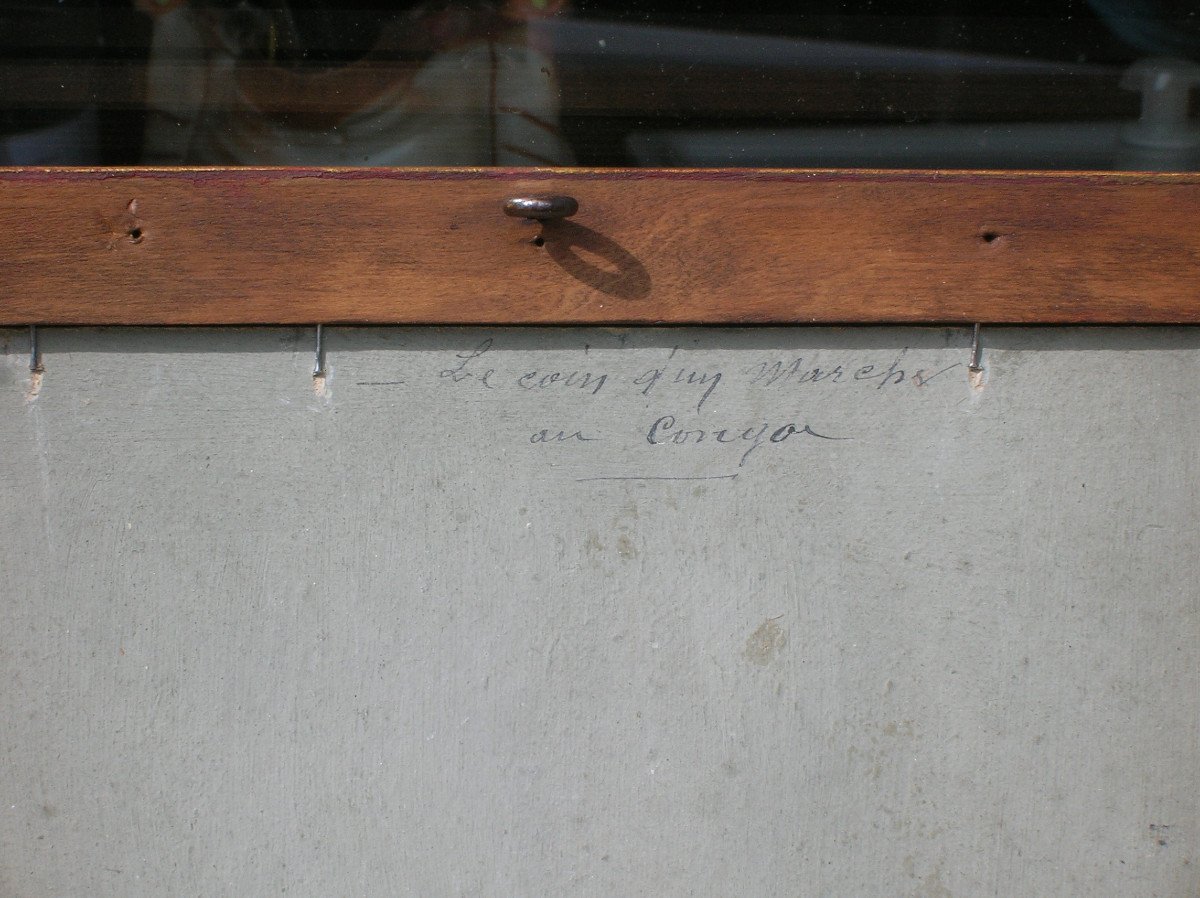 — Le coin d'un Marché
au Congo